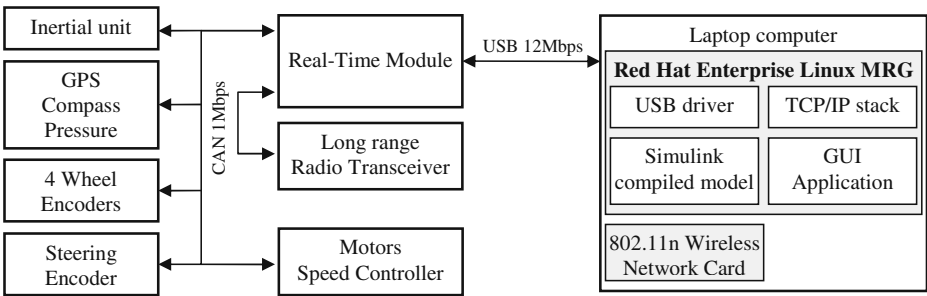 Inertial unit
GPS
Compass
Pressure
4 Wheel
Encoders
Steering
Encoder
CAN 1Mbps
Real-Time Module
Long range
Radio Transceiver
Motors
Speed Controller
USB 12Mbps
Laptop computer
Red Hat Enterprise Linux MRG
USB driver
TCP/IP stack
Simulink
compiled model
GUI
Application
802.11n Wireless
Network Card